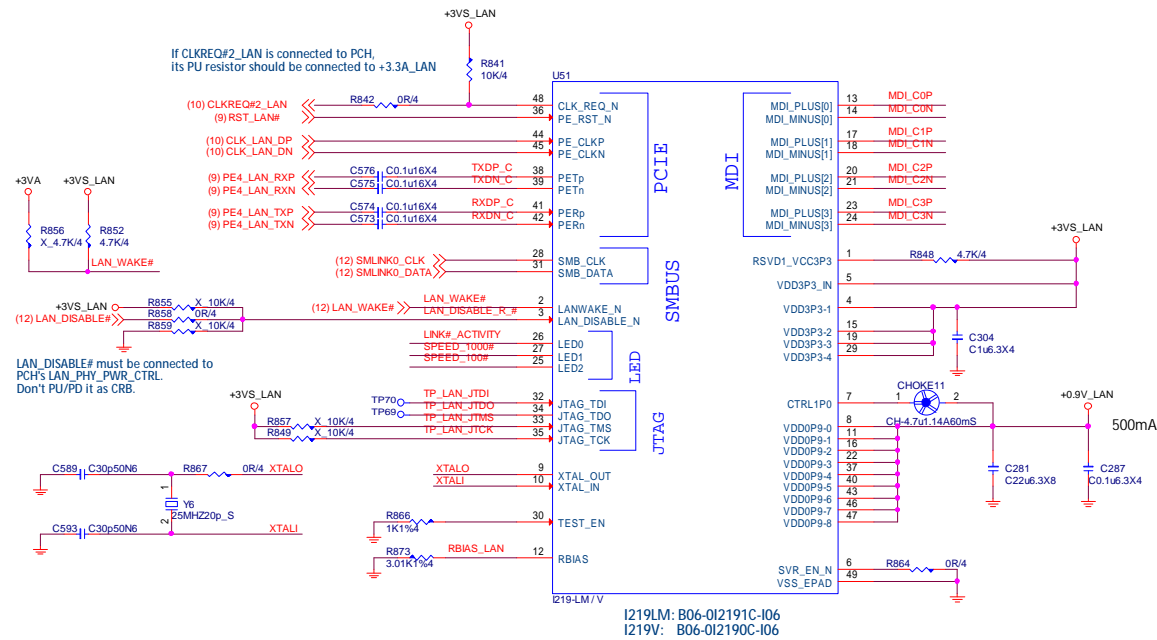 +3VS_LAN
If CLKREQ#2_LAN is connected to PCH,
its PU resistor should be connected to +3.3A_LAN
R841
10K/4
U51
(10) CLKREQ#2_LAN R842 0R/4 48 CLK_REQ_N
(9) RST_LAN# 36 PE_RST_N
(10) CLK_LAN_DP 44 PE_CLKP
(10) CLK_LAN_DN 45 PE_CLKN
(9) PE4_LAN_RXP C576 C0.1u16X4 TXDP_C 38 PETp
(9) PE4_LAN_RXN C575 C0.1u16X4 TXDN_C 39 PETn
(9) PE4_LAN_TXP C574 C0.1u16X4 RXDP_C 41 PERp
(9) PE4_LAN_TXN C573 C0.1u16X4 RXDN_C 42 PERn
PCIE
MDI
MDI_PLUS[0] 13 MDI_C0P
MDI_MINUS[0] 14 MDI_C0N
MDI_PLUS[1] 17 MDI_C1P
MDI_MINUS[1] 18 MDI_C1N
MDI_PLUS[2] 20 MDI_C2P
MDI_MINUS[2] 21 MDI_C2N
MDI_PLUS[3] 23 MDI_C3P
MDI_MINUS[3] 24 MDI_C3N
+3VA +3VS_LAN
R856
X_4.7K/4
R852
4.7K/4
LAN_WAKE#
(12) SMLINK0_CLK 28 SMB_CLK
(12) SMLINK0_DATA 31 SMB_DATA
SMBUS
+3VS_LAN
RSVD1_VCC3P3 1 R848 4.7K/4
VDD3P3_IN 5
VDD3P3-1 4
VDD3P3-2 15
VDD3P3-3 19
VDD3P3-4 29
C304
C1u6.3X4
(12) LAN_WAKE# LAN_WAKE# 2 LANWAKE_N
LAN_DISABLE_R_# 3 LAN_DISABLE_N
+3VS_LAN R855 X_10K/4
(12) LAN_DISABLE# R858 0R/4
R859 X_10K/4
LAN_DISABLE# must be connected to
PCH's LAN_PHY_PWR_CTRL.
Don't PU/PD it as CRB.
LINK#_ACTIVITY 26 LED0
SPEED_1000# 27 LED1
SPEED_100# 25 LED2
LED
+3VS_LAN
TP70 TP_LAN_JTDI 32 JTAG_TDI
TP69 TP_LAN_JTDO 34 JTAG_TDO
R857 X_10K/4 TP_LAN_JTMS 33 JTAG_TMS
R849 X_10K/4 TP_LAN_JTCK 35 JTAG_TCK
JTAG
CTRL1P0 7 1 CHOKE11 2
CH-4.7u1.14A60mS
+0.9V_LAN
500mA
VDD0P9-0 8
VDD0P9-1 11
VDD0P9-2 16
VDD0P9-3 22
VDD0P9-4 37
VDD0P9-5 40
VDD0P9-6 43
VDD0P9-7 46
VDD0P9-8 47
C281
C22u6.3X8
C287
C0.1u6.3X4
C589 C30p50N6 R867 0R/4 XTALO
1
Y6
25MHZ20p_S
2
C593 C30p50N6 XTALI
XTALO 9 XTAL_OUT
XTALI 10 XTAL_IN
R866
1K1%4
30 TEST_EN
R873
3.01K1%4
RBIAS_LAN 12 RBIAS
SVR_EN_N 6 R864 0R/4
VSS_EPAD 49
I219-LM / V
I219LM: B06-0I2191C-I06
I219V: B06-0I2190C-I06